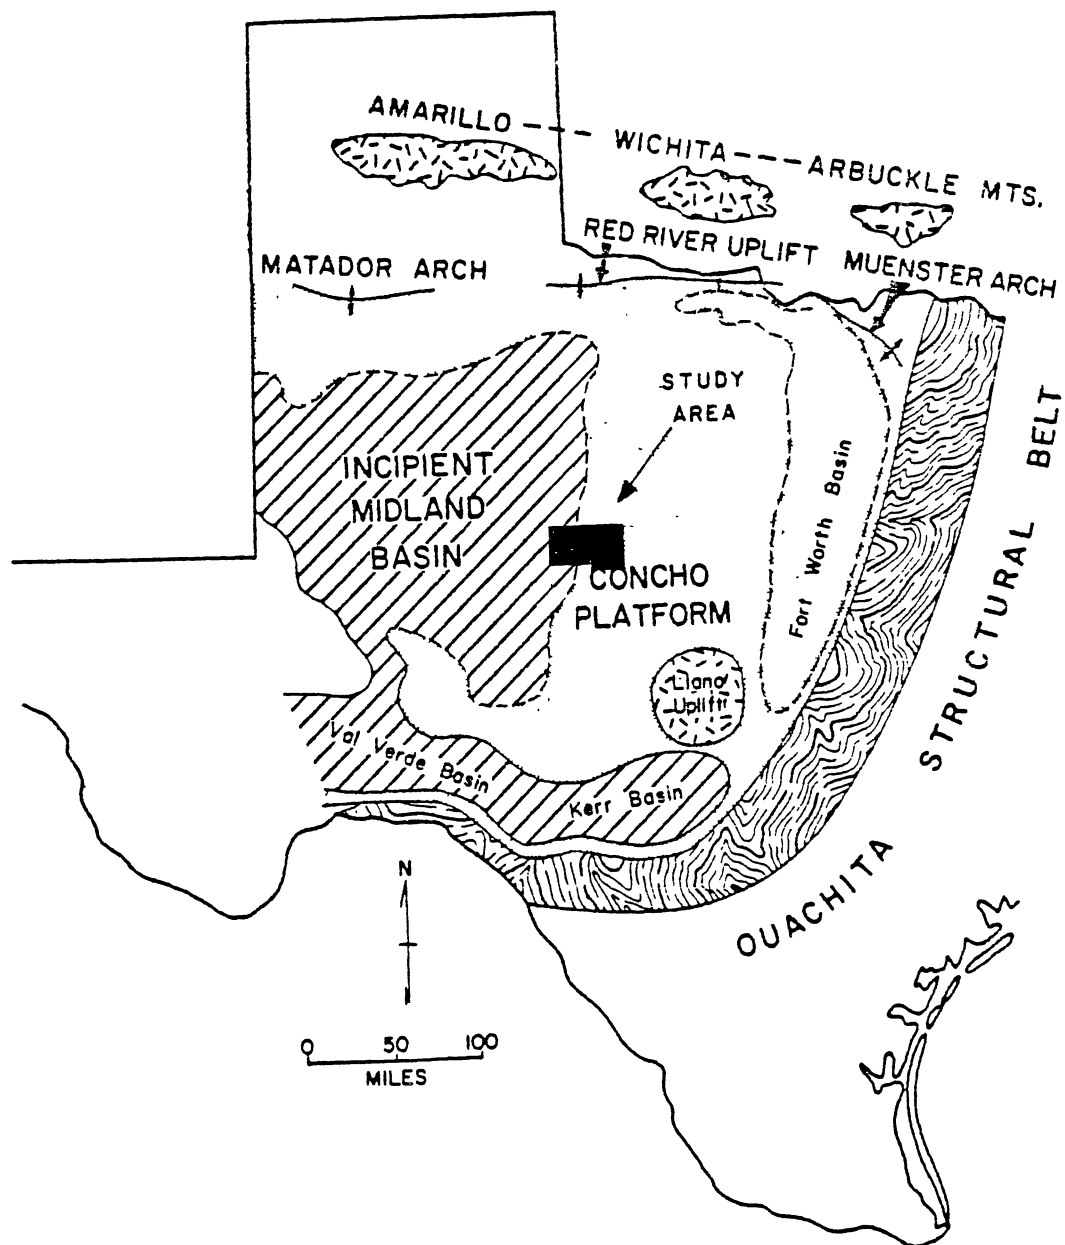 AMARILLO
WICHITA
ARBUCKLE MTS.
RED RIVER UPLIFT
MATADOR ARCH
MUENSTER ARCH
STUDY
AREA
INCIPIENT
MIDLAND
BASIN
Fort Worth Basin
CONCHO
PLATFORM
Llano
Uplift
OUACHITA STRUCTURAL BELT
Val Verde Basin
Kerr Basin
N
0 50 100
MILES